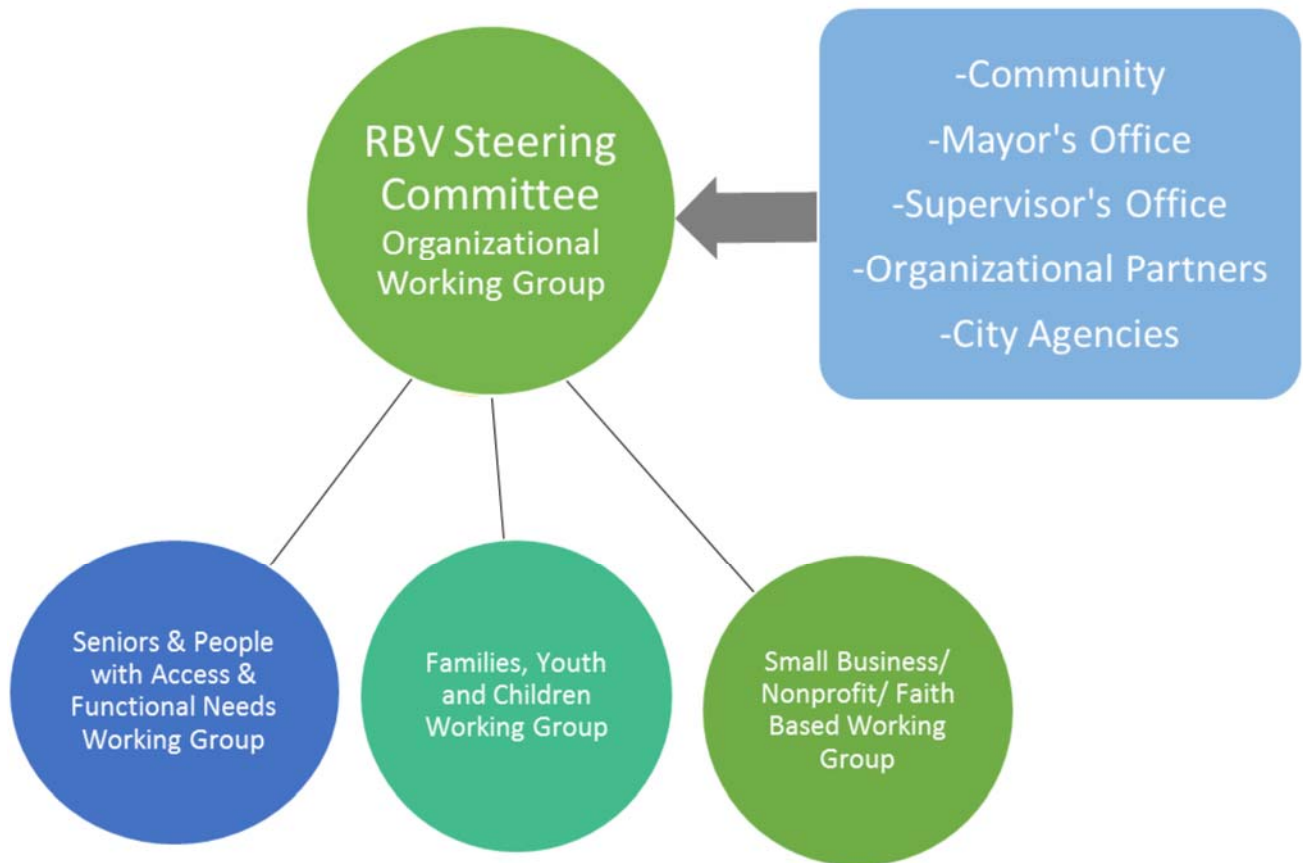 RBV Steering
Committee
Organizational
Working Group
-Community
-Mayor's Office
-Supervisor's Office
-Organizational Partners
-City Agencies
Seniors & People
with Access &
Functional Needs
Working Group
Families, Youth
and Children
Working Group
Small Business/
Nonprofit/ Faith
Based Working
Group